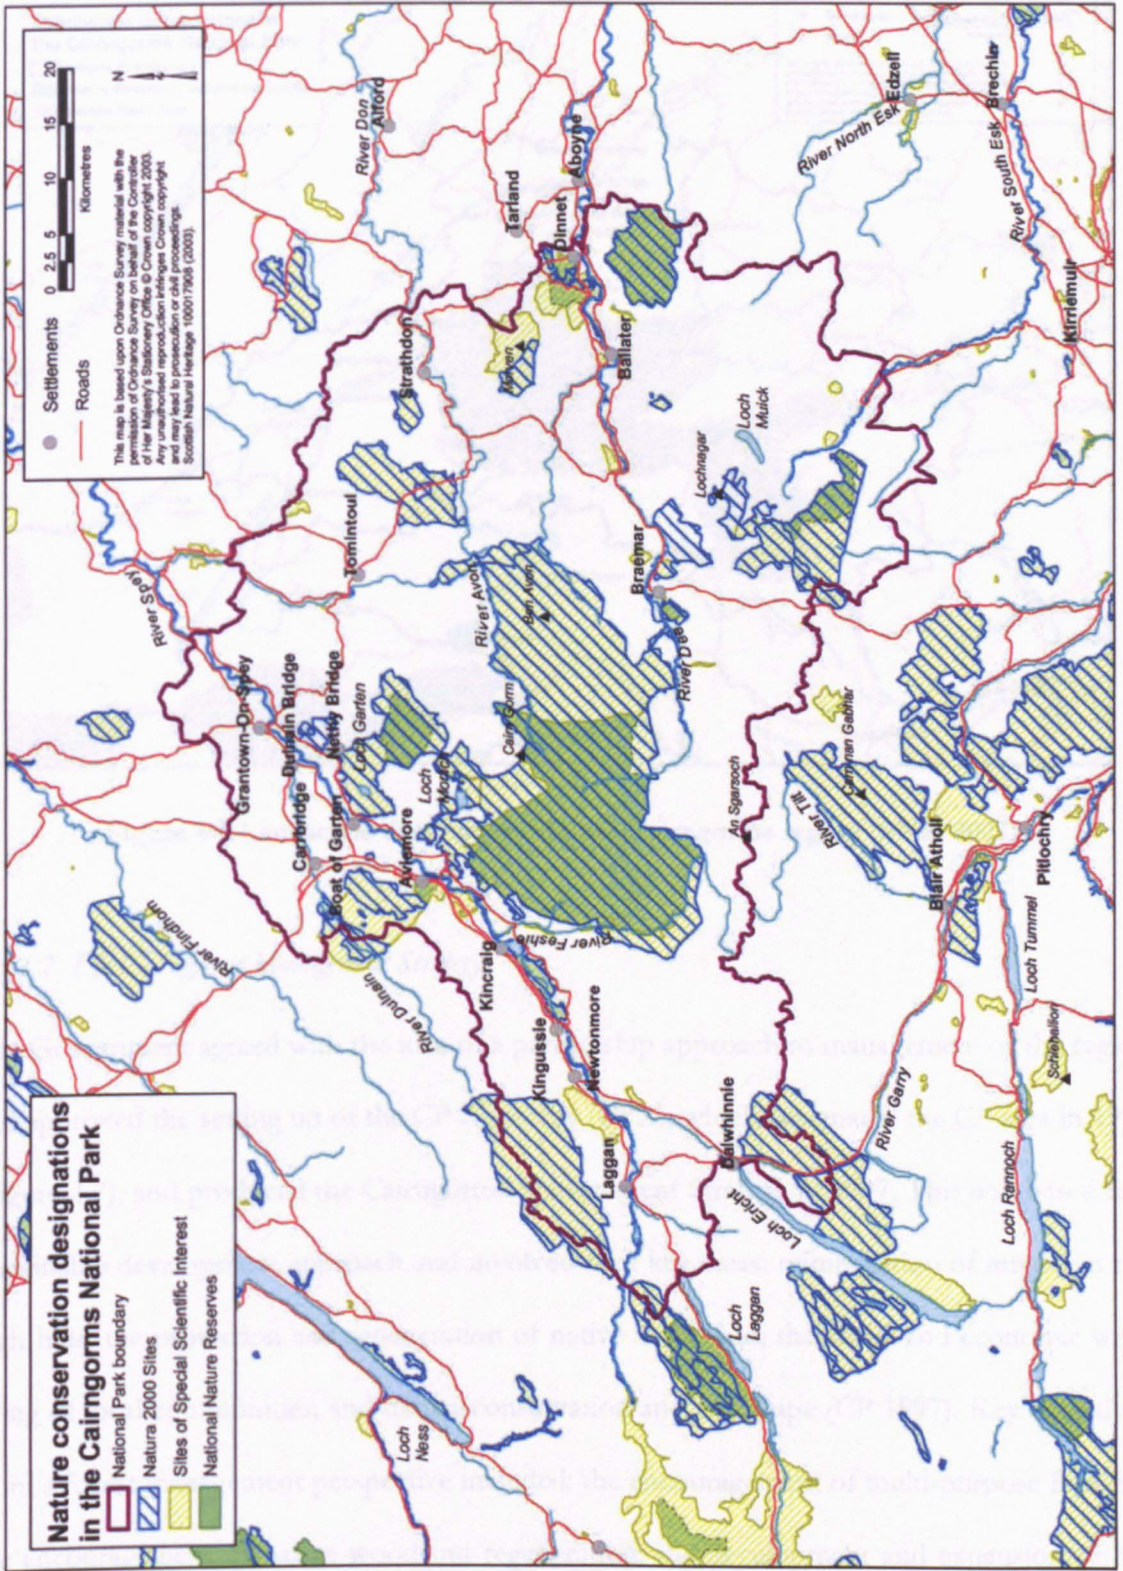 Nature conservation designations
in the Cairngorms National Park
National Park boundary
Natura 2000 Sites
Sites of Special Scientific Interest
National Nature Reserves
Settlements
Roads
0 2.5 5 10 15 20
Kilometres
N
This map is based upon Ordnance Survey material with the
permission of Ordnance Survey on behalf of the Controller
of Her Majesty's Stationery Office © Crown copyright 2003.
Any unauthorised reproduction infringes Crown copyright
and may lead to prosecution or civil proceedings
Scottish Natural Heritage 100017908 (2003).
River Findhorn
River Spey
Grantown-On-Spey
Dulnain Bridge
Carrbridge
Nethy Bridge
Boat of Garten
Loch Garten
Tomintoul
Strathdon
River Don
Alford
River Dulnain
Aviemore
Loch
Morlich
Cairn Gorm
River Avon
Ben Avon
Morven
Tarland
Dinnet
Aboyne
Loch
Ness
Kincraig
River Feshie
Kingussie
Newtonmore
Laggan
Braemar
River Dee
Ballater
Lochnagar
Loch
Muick
Dalwhinnie
Loch Ericht
Loch
Laggan
An Sgarsoch
River Tilt
Carn nan Gabhar
River Garry
Blair Atholl
Pitlochry
Loch Tummel
Loch Rannoch
Schiehallion
River North Esk
Edzell
River South Esk
Brechin
Kirriemuir